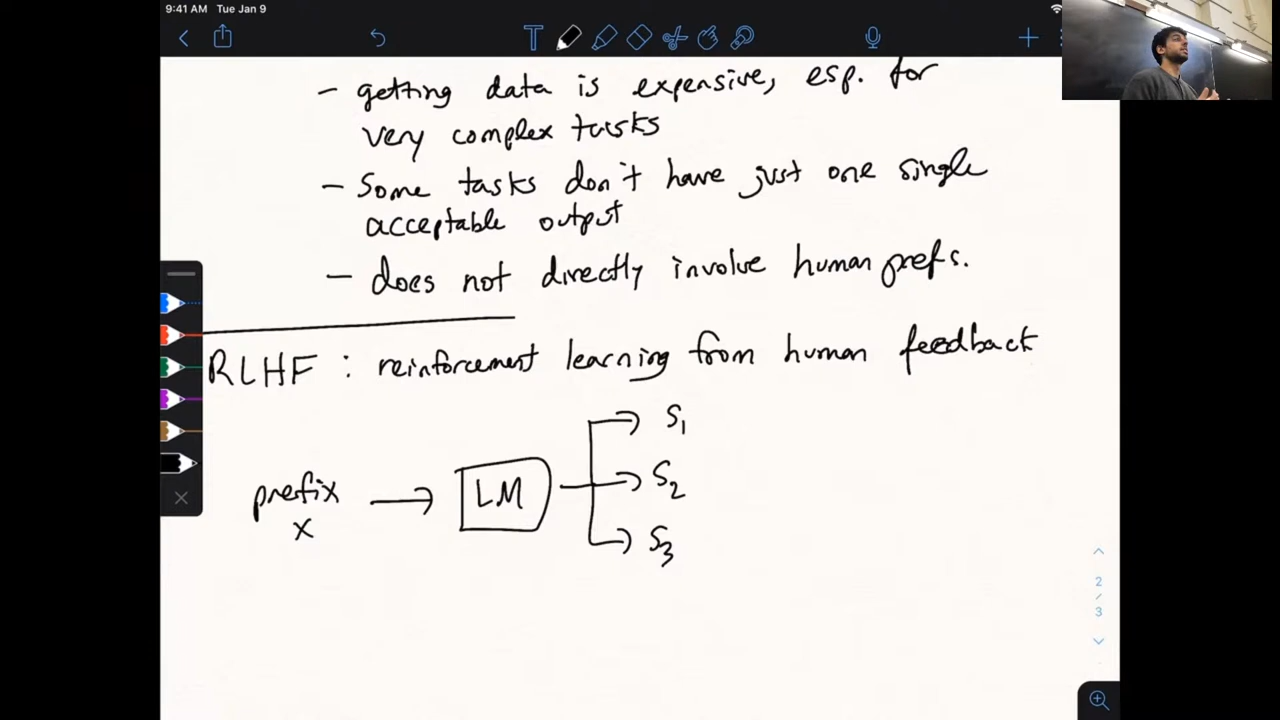 9:41 AM Tue Jan 9
T
- getting data is expensive, esp. for
very complex tasks
- Some tasks don't have just one single
acceptable output
- does not directly involve human prefs.
RLHF : reinforcement learning from human feedback
prefix
x
LM
S1
S2
S3
2
/
3